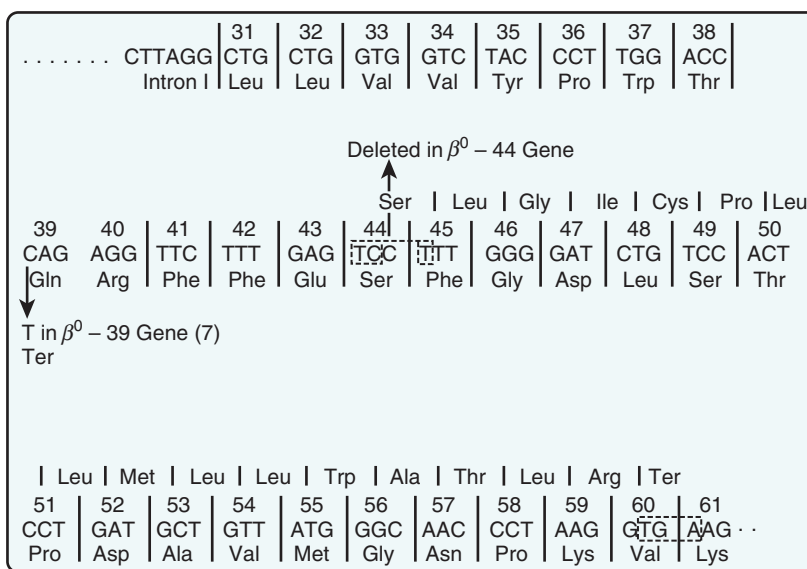 31 32 33 34 35 36 37 38
. . . . . . . CTTAGG CTG CTG GTG GTC TAC CCT TGG ACC
Intron I Leu Leu Val Val Tyr Pro Trp Thr
Deleted in β⁰ – 44 Gene
Ser Leu Gly Ile Cys Pro Leu
39 40 41 42 43 44 45 46 47 48 49 50
CAG AGG TTC TTT GAG TCC TTT GGG GAT CTG TCC ACT
Gln Arg Phe Phe Glu Ser Phe Gly Asp Leu Ser Thr
T in β⁰ – 39 Gene (7)
Ter
Leu Met Leu Leu Trp Ala Thr Leu Arg Ter
51 52 53 54 55 56 57 58 59 60 61
CCT GAT GCT GTT ATG GGC AAC CCT AAG GTG AAG · ·
Pro Asp Ala Val Met Gly Asn Pro Lys Val Lys